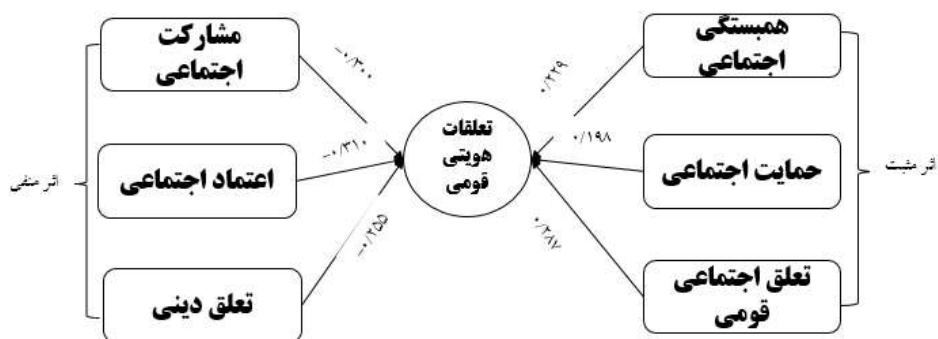 همبستگی
اجتماعی
۰/۲۲۹
حمایت اجتماعی
۰/۱۹۸
تعلق اجتماعی
قومی
۰/۲۸۷
اثر مثبت
تعلقات
هویتی
قومی
مشارکت
اجتماعی
-۰/۳۰۰
اعتماد اجتماعی
-۰/۳۱۰
تعلق دینی
-۰/۲۵۵
اثر منفی